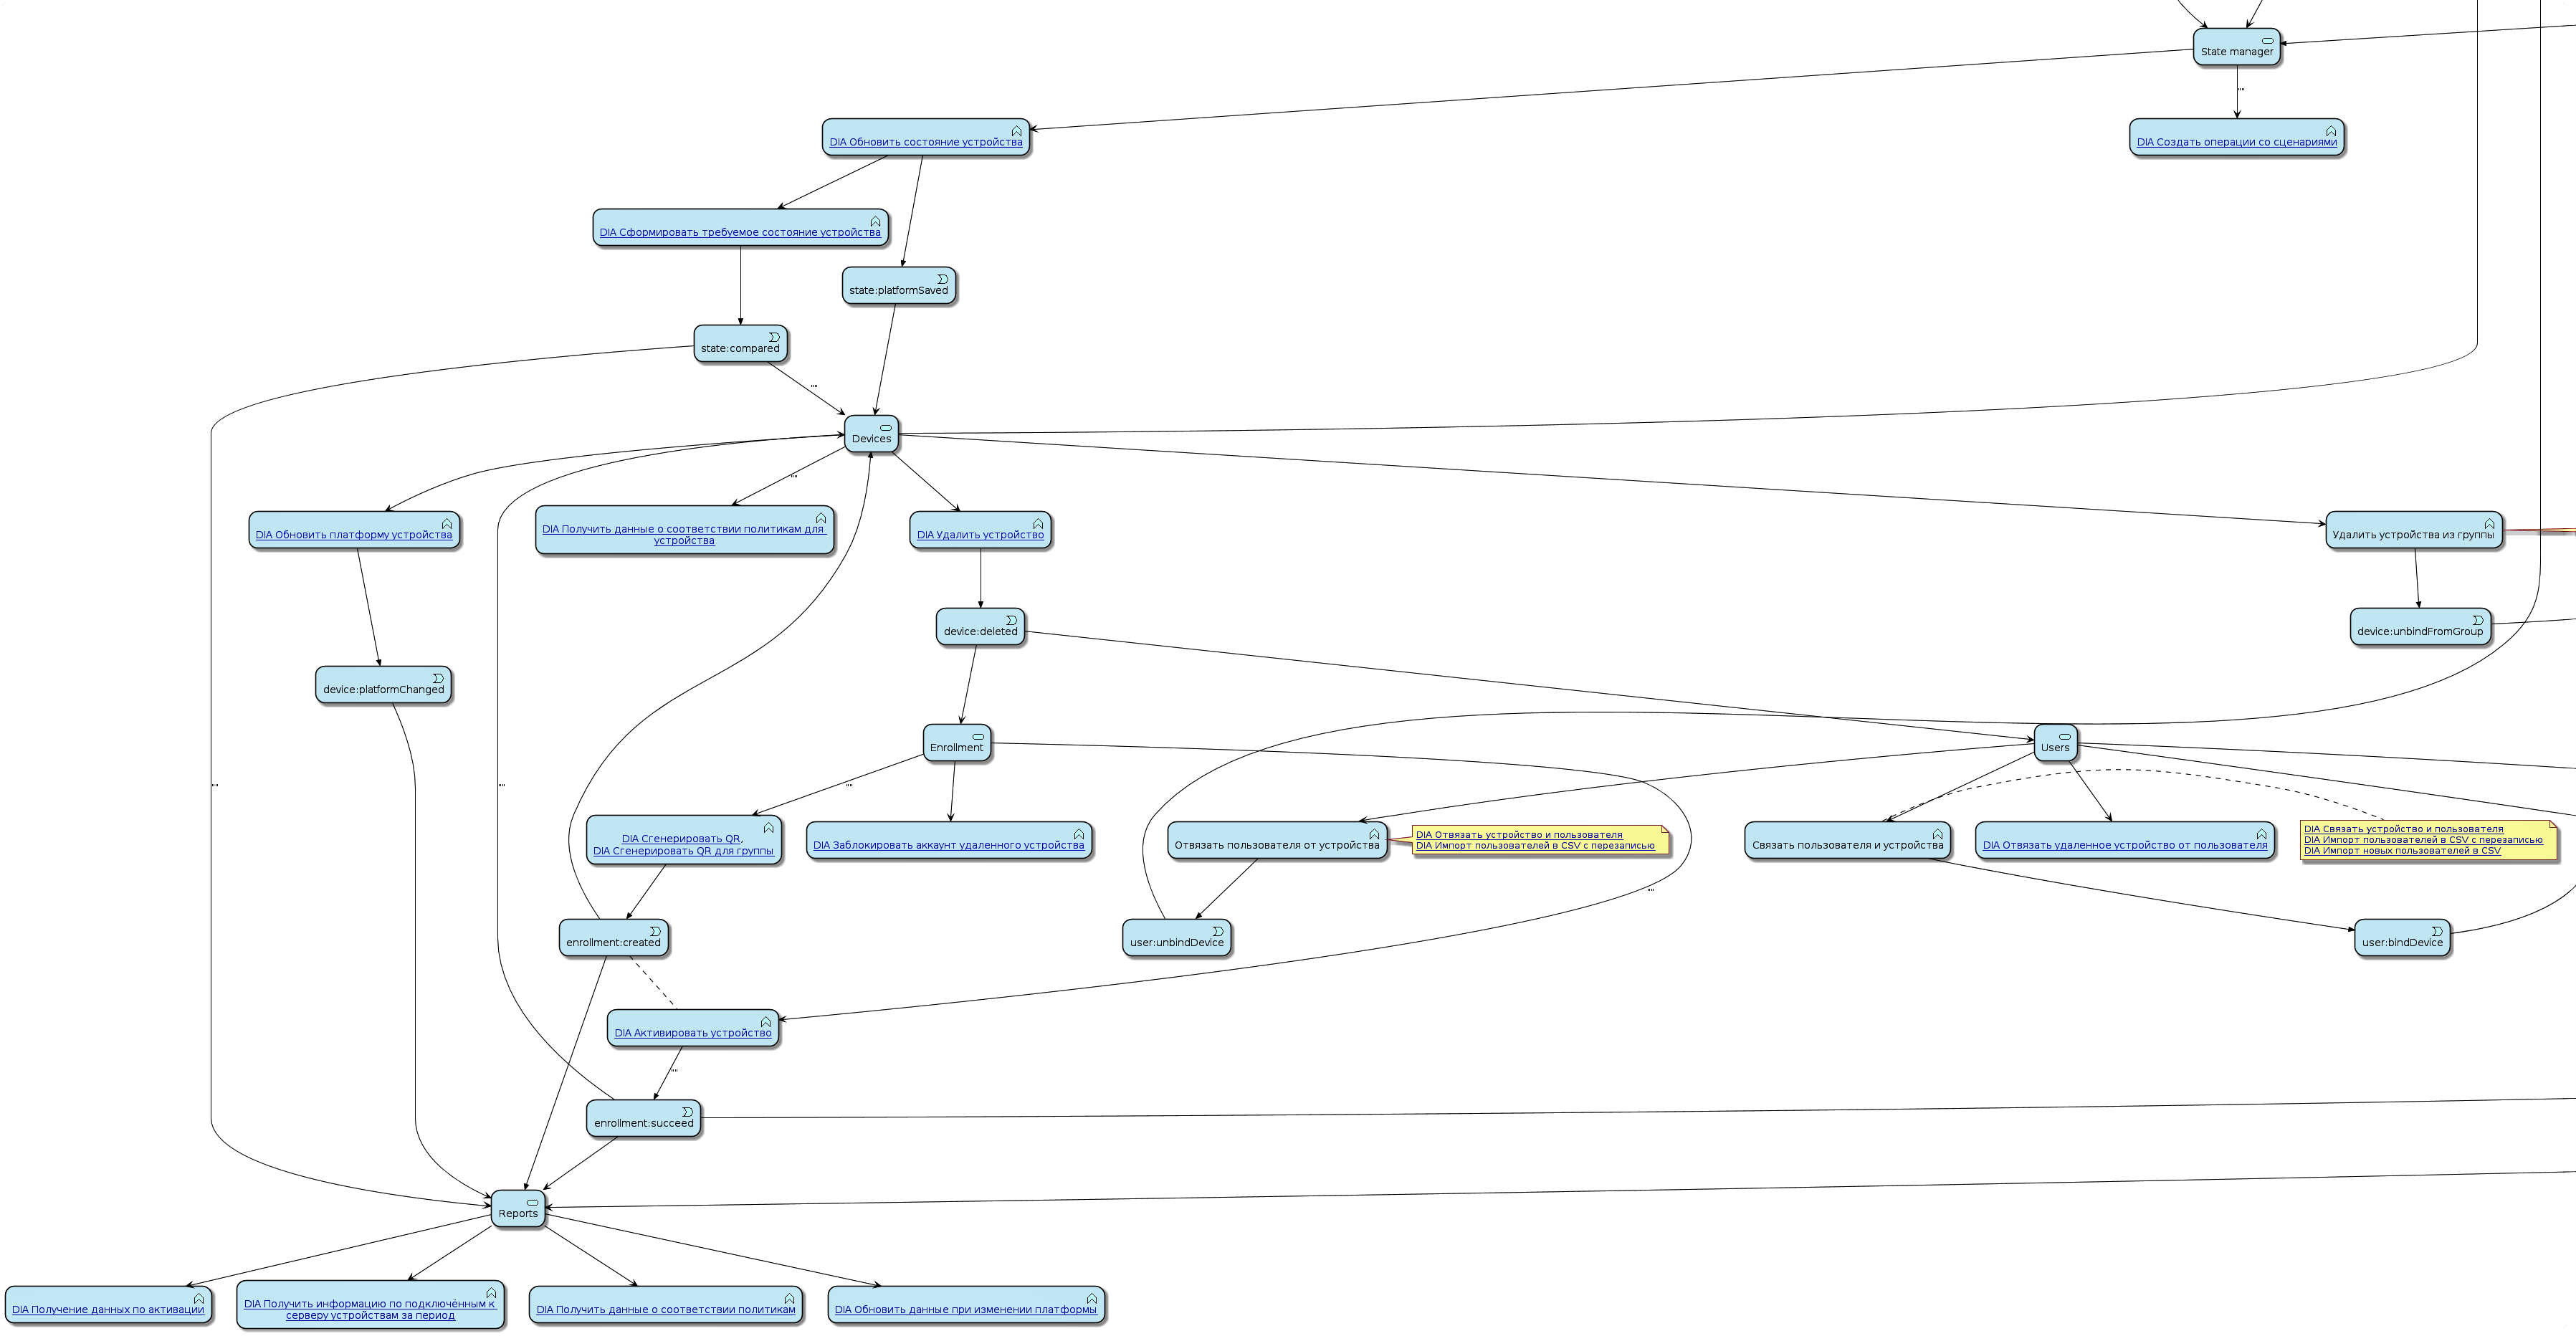 State manager
""
DIA Обновить состояние устройства
DIA Создать операции со сценариями
DIA Сформировать требуемое состояние устройства
state:platformSaved
state:compared
""
Devices
""
DIA Обновить платформу устройства
DIA Получить данные о соответствии политикам для
устройства
DIA Удалить устройство
Удалить устройства из группы
device:deleted
device:unbindFromGroup
device:platformChanged
Enrollment
Users
""
""
""
DIA Сгенерировать QR,
DIA Сгенерировать QR для группы
DIA Заблокировать аккаунт удаленного устройства
Отвязать пользователя от устройства
DIA Отвязать устройство и пользователя
DIA Импорт пользователей в CSV с перезаписью
Связать пользователя и устройства
DIA Отвязать удаленное устройство от пользователя
DIA Связать устройство и пользователя
DIA Импорт пользователей в CSV с перезаписью
DIA Импорт новых пользователей в CSV
""
enrollment:created
user:unbindDevice
user:bindDevice
DIA Активировать устройство
""
enrollment:succeed
Reports
DIA Получение данных по активации
DIA Получить информацию по подключённым к
серверу устройствам за период
DIA Получить данные о соответствии политикам
DIA Обновить данные при изменении платформы